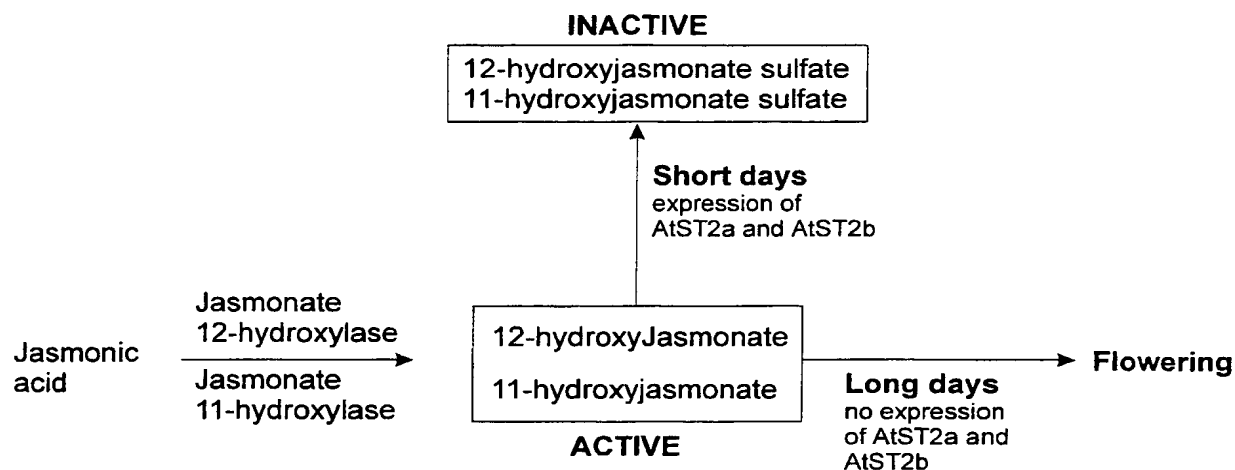 INACTIVE
12-hydroxyjasmonate sulfate
11-hydroxyjasmonate sulfate
Short days
expression of
AtST2a and AtST2b
Jasmonic
acid
Jasmonate
12-hydroxylase
Jasmonate
11-hydroxylase
12-hydroxyJasmonate
11-hydroxyjasmonate
ACTIVE
Long days
no expression
of AtST2a and
AtST2b
Flowering